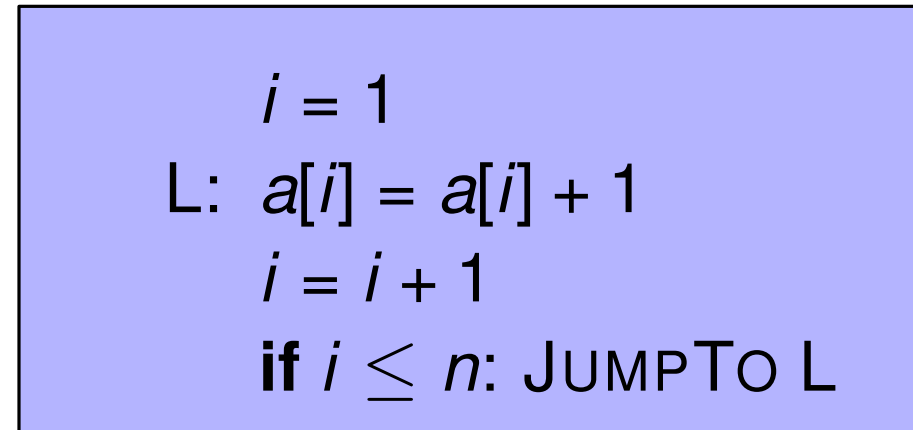 i = 1
L: a[i] = a[i] + 1
i = i + 1
if i ≤ n: JUMPTO L